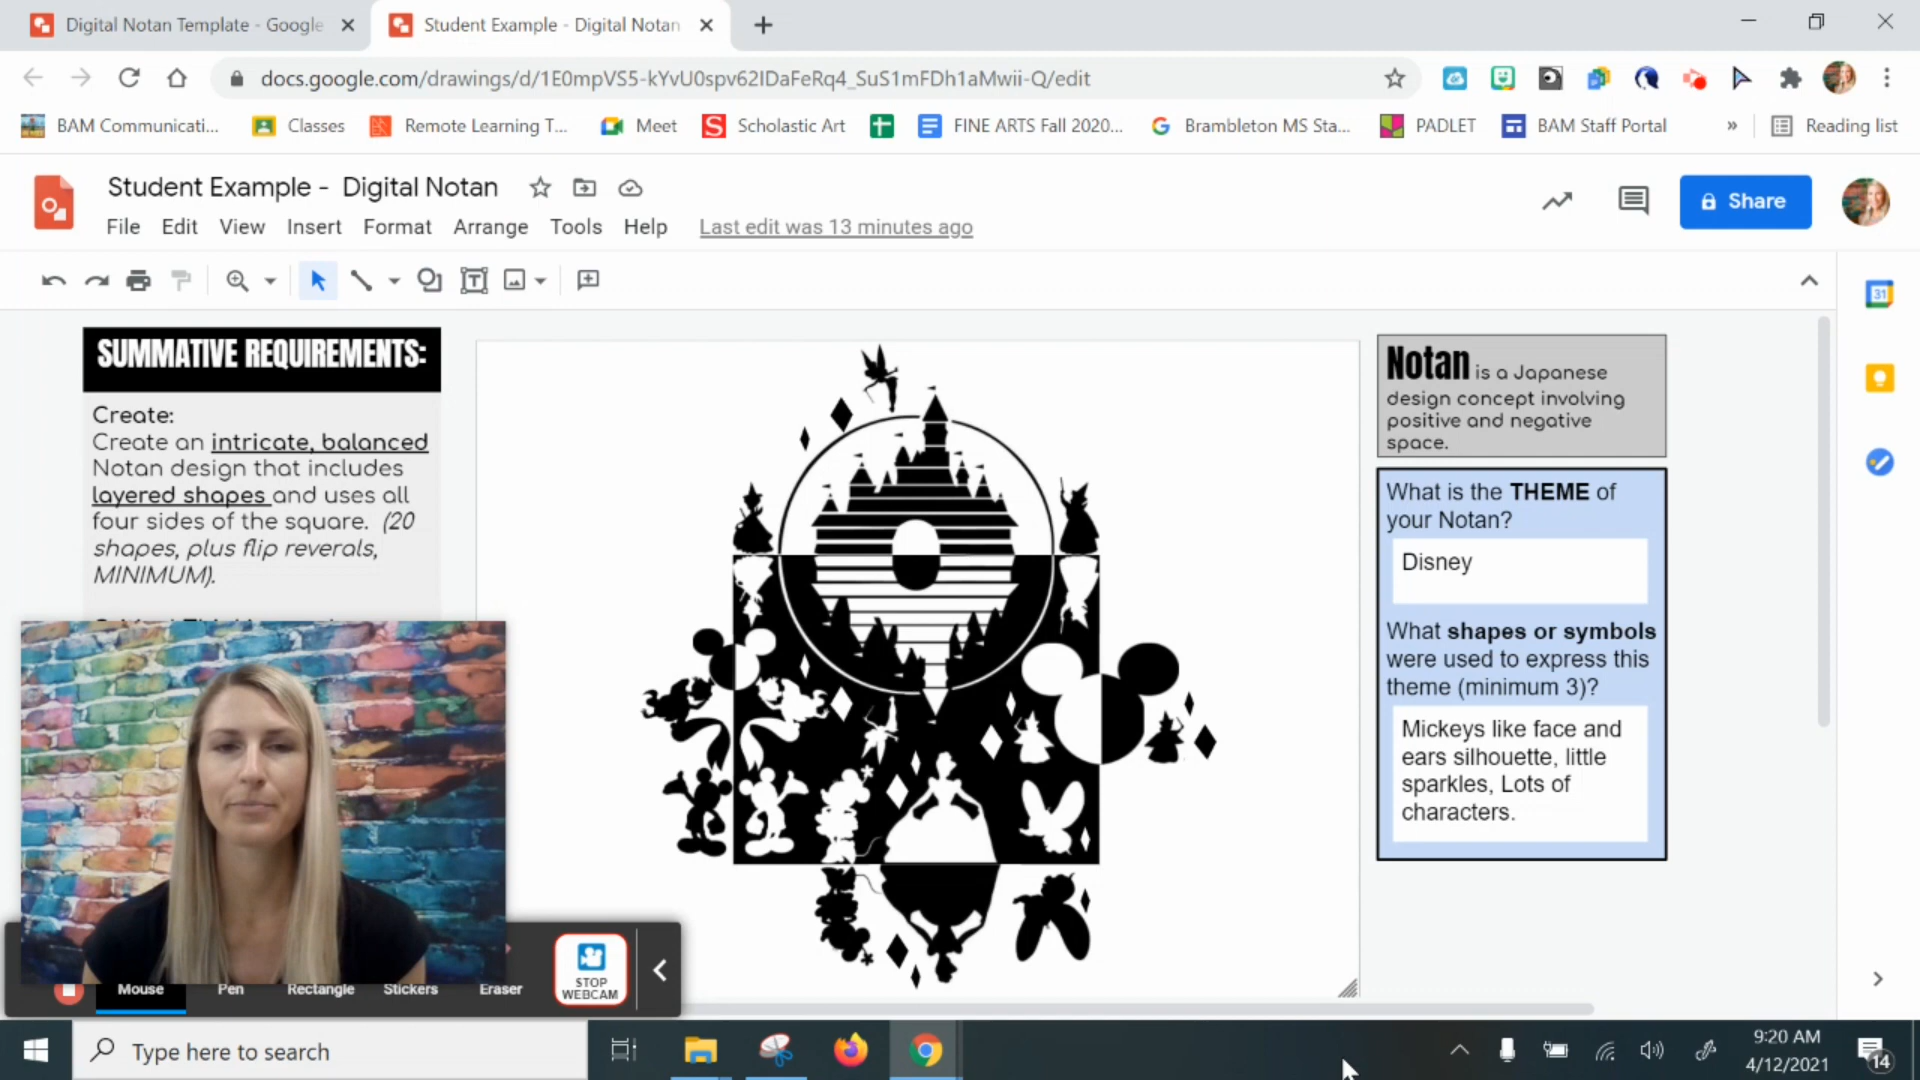 Digital Notan Template - Google
Student Example - Digital Notan
docs.google.com/drawings/d/1E0mpVS5-kYvU0spv62IDaFeRq4_SuS1mFDh1aMwii-Q/edit
BAM Communicati...
Classes
Remote Learning T...
Meet
Scholastic Art
FINE ARTS Fall 2020...
Brambleton MS Sta...
PADLET
BAM Staff Portal
Reading list
Student Example - Digital Notan
Share
File Edit View Insert Format Arrange Tools Help Last edit was 13 minutes ago
31
SUMMATIVE REQUIREMENTS:
Create:
Create an intricate, balanced
Notan design that includes
layered shapes and uses all
four sides of the square. (20
shapes, plus flip reverals,
MINIMUM).
Notan is a Japanese
design concept involving
positive and negative
space.
What is the THEME of
your Notan?
Disney
What shapes or symbols
were used to express this
theme (minimum 3)?
Mickeys like face and
ears silhouette, little
sparkles, Lots of
characters.
Mouse
Pen
Rectangle
Stickers
Eraser
STOP
WEBCAM
Type here to search
9:20 AM
4/12/2021
14